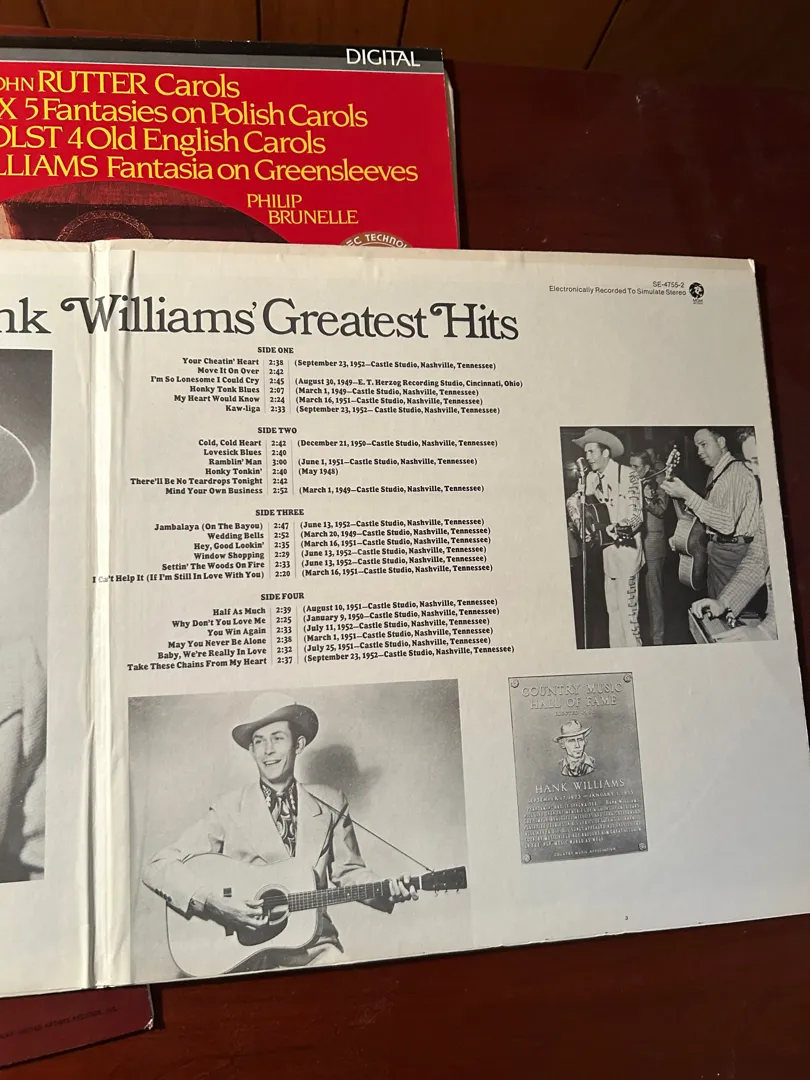 DIGITAL
OHN RUTTER Carols
X 5 Fantasies on Polish Carols
OLST 4 Old English Carols
LLIAMS Fantasia on Greensleeves
PHILIP
BRUNELLE
EC TECHNOL
SE-4755-2
Electronically Recorded To Simulate Stereo
MGM
nk Williams' Greatest Hits
SIDE ONE
Your Cheatin' Heart 2:38 (September 23, 1952—Castle Studio, Nashville, Tennessee)
Move It On Over 2:42
I'm So Lonesome I Could Cry 2:45 (August 30, 1949—E. T. Herzog Recording Studio, Cincinnati, Ohio)
Honky Tonk Blues 2:07 (March 1, 1949—Castle Studio, Nashville, Tennessee)
My Heart Would Know 2:24 (March 16, 1951—Castle Studio, Nashville, Tennessee)
Kaw-liga 2:33 (September 23, 1952—Castle Studio, Nashville, Tennessee)
SIDE TWO
Cold, Cold Heart 2:42 (December 21, 1950—Castle Studio, Nashville, Tennessee)
Lovesick Blues 2:40
Ramblin' Man 3:00 (June 1, 1951—Castle Studio, Nashville, Tennessee)
Honky Tonkin' 2:40 (May 1948)
There'll Be No Teardrops Tonight 2:42
Mind Your Own Business 2:52 (March 1, 1949—Castle Studio, Nashville, Tennessee)
SIDE THREE
Jambalaya (On The Bayou) 2:47 (June 13, 1952—Castle Studio, Nashville, Tennessee)
Wedding Bells 2:52 (March 20, 1949—Castle Studio, Nashville, Tennessee)
Hey, Good Lookin' 2:35 (March 16, 1951—Castle Studio, Nashville, Tennessee)
Window Shopping 2:29 (June 13, 1952—Castle Studio, Nashville, Tennessee)
Settin' The Woods On Fire 2:33 (June 13, 1952—Castle Studio, Nashville, Tennessee)
I Can't Help It (If I'm Still In Love With You) 2:20 (March 16, 1951—Castle Studio, Nashville, Tennessee)
SIDE FOUR
Half As Much 2:39 (August 10, 1951—Castle Studio, Nashville, Tennessee)
Why Don't You Love Me 2:25 (January 9, 1950—Castle Studio, Nashville, Tennessee)
You Win Again 2:33 (July 11, 1952—Castle Studio, Nashville, Tennessee)
May You Never Be Alone 2:38 (March 1, 1951—Castle Studio, Nashville, Tennessee)
Baby, We're Really In Love 2:32 (July 25, 1951—Castle Studio, Nashville, Tennessee)
Take These Chains From My Heart 2:37 (September 23, 1952—Castle Studio, Nashville, Tennessee)
COUNTRY MUSIC
HALL OF FAME
HANK WILLIAMS
COUNTRY MUSIC ASSOCIATION
3